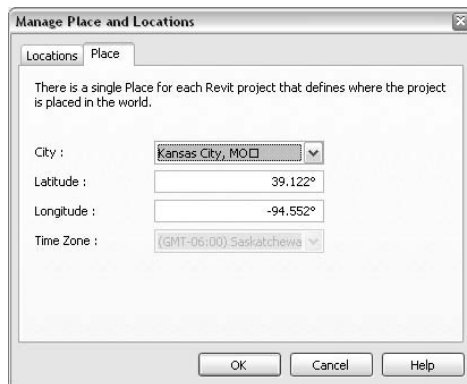 Manage Place and Locations
Locations Place
There is a single Place for each Revit project that defines where the project
is placed in the world.
City : Kansas City, MO□
Latitude : 39.122°
Longitude : -94.552°
Time Zone : (GMT-06:00) Saskatchewa
OK Cancel Help